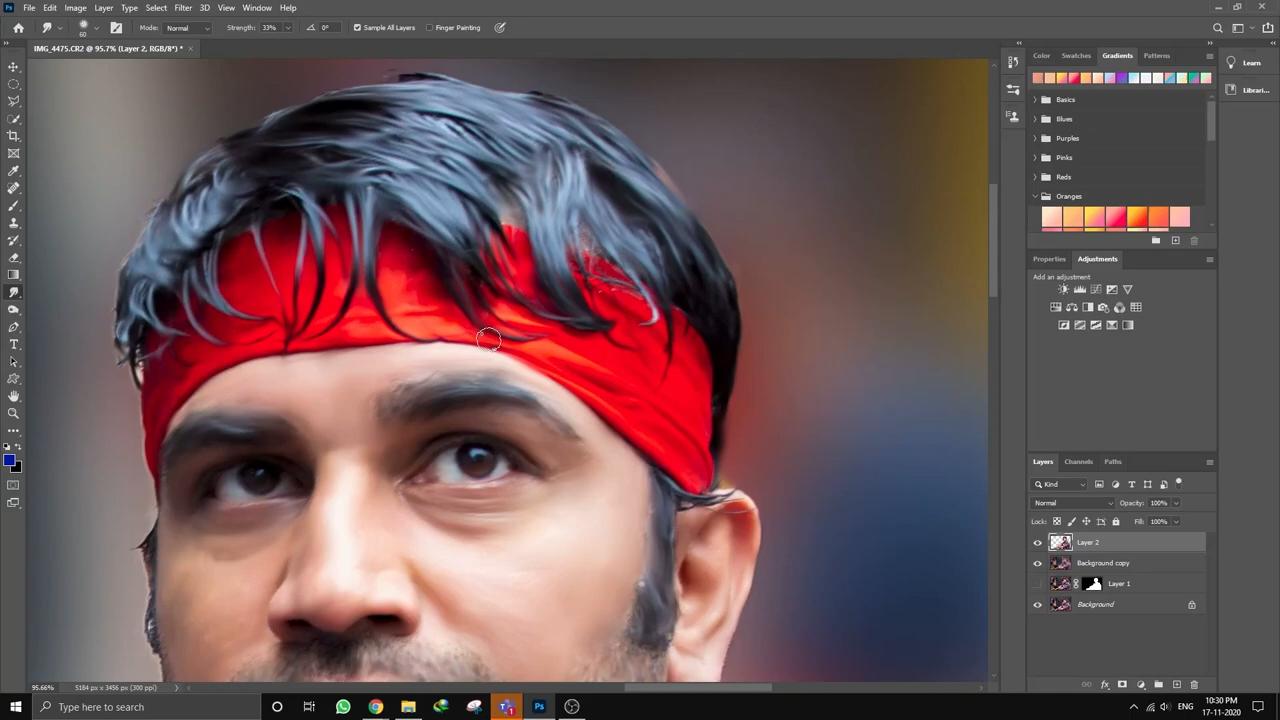 File Edit Image Layer Type Select Filter 3D View Window Help
Mode: Normal Strength: 33% 0° Sample All Layers Finger Painting
60
IMG_4475.CR2 @ 95.7% (Layer 2, RGB/8*) *
Color Swatches Gradients Patterns
Learn
Basics
Librari...
Blues
Purples
Pinks
Reds
Oranges
Properties Adjustments
Add an adjustment
Layers Channels Paths
Kind
Normal Opacity: 100%
Lock: Fill: 100%
Layer 2
Background copy
Layer 1
Background
95.66% 5184 px x 3456 px (300 ppi)
Type here to search
ENG
10:30 PM
17-11-2020